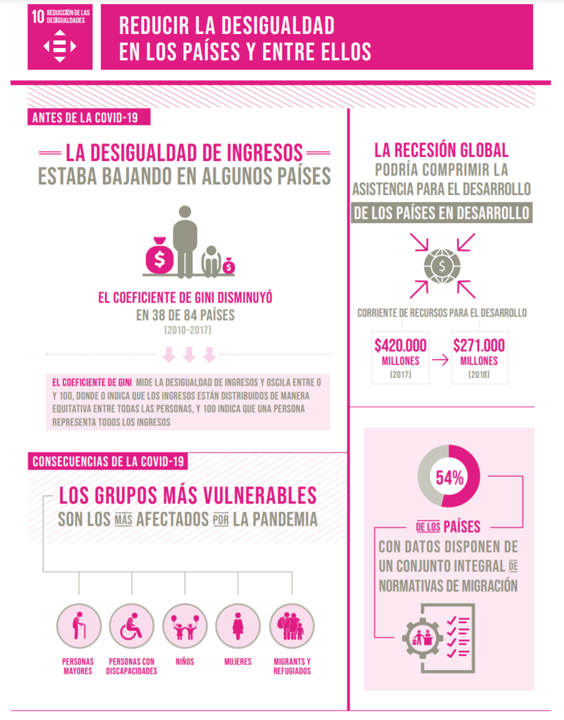 10 REDUCCIÓN DE LAS
DESIGUALDADES
REDUCIR LA DESIGUALDAD
EN LOS PAÍSES Y ENTRE ELLOS
ANTES DE LA COVID-19
LA DESIGUALDAD DE INGRESOS
ESTABA BAJANDO EN ALGUNOS PAÍSES
$
$
EL COEFICIENTE DE GINI DISMINUYÓ
EN 38 DE 84 PAÍSES
(2010-2017)
EL COEFICIENTE DE GINI MIDE LA DESIGUALDAD DE INGRESOS Y OSCILA ENTRE 0
Y 100, DONDE 0 INDICA QUE LOS INGRESOS ESTÁN DISTRIBUIDOS DE MANERA
EQUITATIVA ENTRE TODAS LAS PERSONAS, Y 100 INDICA QUE UNA PERSONA
REPRESENTA TODOS LOS INGRESOS
LA RECESIÓN GLOBAL
PODRÍA COMPRIMIR LA
ASISTENCIA PARA EL DESARROLLO
DE LOS PAÍSES EN DESARROLLO
$
CORRIENTE DE RECURSOS PARA EL DESARROLLO
$420.000
MILLONES
(2017)
$271.000
MILLONES
(2018)
CONSECUENCIAS DE LA COVID-19
LOS GRUPOS MÁS VULNERABLES
SON LOS MÁS AFECTADOS POR LA PANDEMIA
PERSONAS
MAYORES
PERSONAS CON
DISCAPACIDADES
NIÑOS
MUJERES
MIGRANTS Y
REFUGIADOS
54%
DE LOS PAÍSES
CON DATOS DISPONEN DE
UN CONJUNTO INTEGRAL DE
NORMATIVAS DE MIGRACIÓN